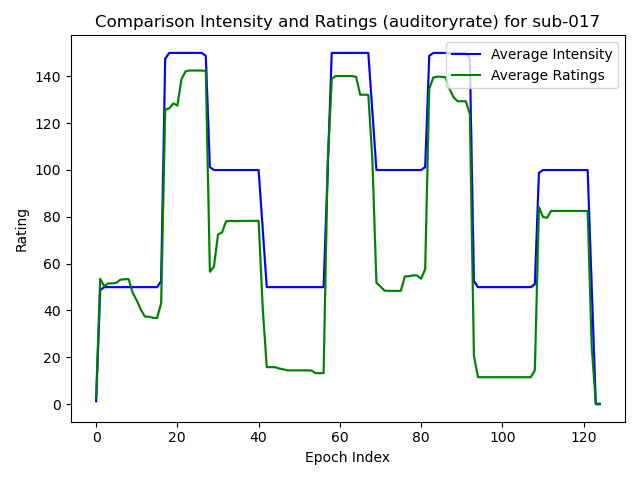 Comparison Intensity and Ratings (auditoryrate) for sub-017
Average Intensity
Average Ratings
Rating
140
120
100
80
60
40
20
0
0 20 40 60 80 100 120
Epoch Index